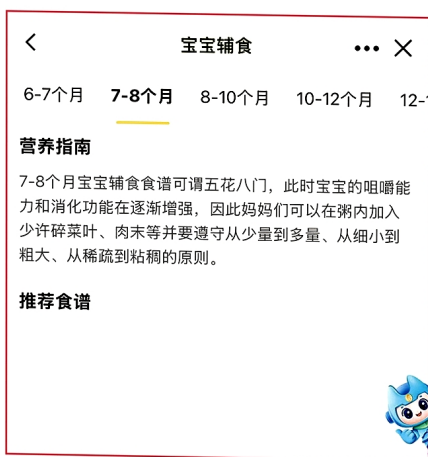 宝宝辅食
6-7个月 7-8个月 8-10个月 10-12个月 12-
营养指南
7-8个月宝宝辅食食谱可谓五花八门，此时宝宝的咀嚼能
力和消化功能在逐渐增强，因此妈妈们可以在粥内加入
少许碎菜叶、肉末等并要遵守从少量到多量、从细小到
粗大、从稀疏到粘稠的原则。
推荐食谱